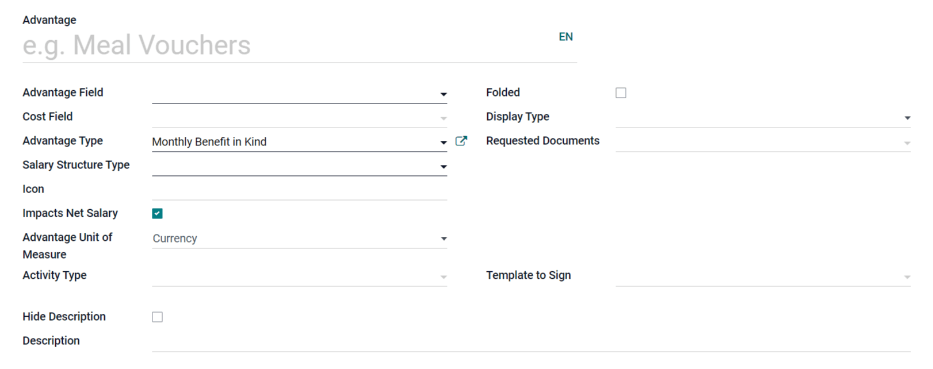 Advantage
e.g. Meal Vouchers
EN
Advantage Field
Folded
Cost Field
Display Type
Advantage Type
Monthly Benefit in Kind
Requested Documents
Salary Structure Type
Icon
Impacts Net Salary
Advantage Unit of
Measure
Currency
Activity Type
Template to Sign
Hide Description
Description